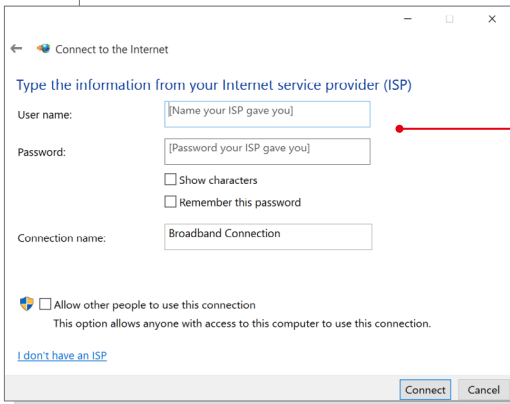 Connect to the Internet
Type the information from your Internet service provider (ISP)
User name:
[Name your ISP gave you]
Password:
[Password your ISP gave you]
Show characters
Remember this password
Connection name:
Broadband Connection
Allow other people to use this connection
This option allows anyone with access to this computer to use this connection.
I don't have an ISP
Connect
Cancel